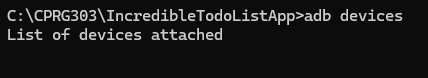 C:\CPRG303\IncredibleTodoListApp>adb devices
List of devices attached